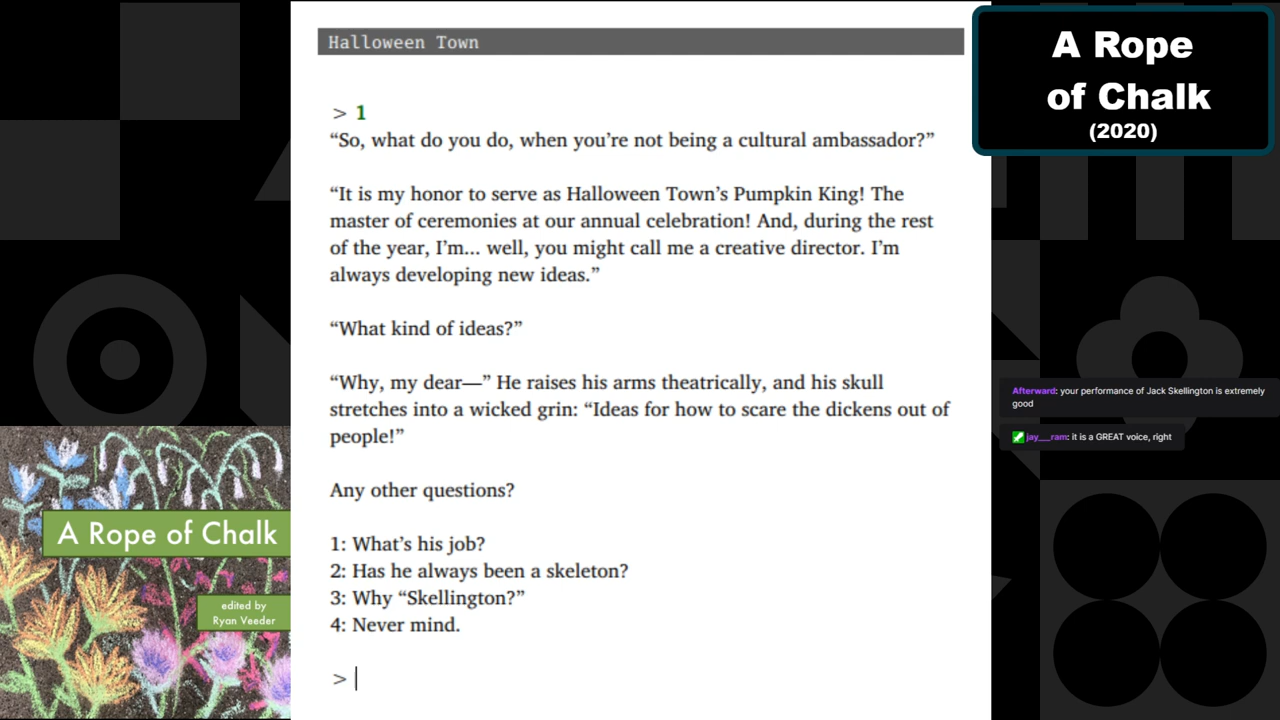 Halloween Town
> 1
“So, what do you do, when you’re not being a cultural ambassador?”
“It is my honor to serve as Halloween Town’s Pumpkin King! The
master of ceremonies at our annual celebration! And, during the rest
of the year, I’m... well, you might call me a creative director. I’m
always developing new ideas.”
“What kind of ideas?”
“Why, my dear—” He raises his arms theatrically, and his skull
stretches into a wicked grin: “Ideas for how to scare the dickens out of
people!”
Any other questions?
1: What’s his job?
2: Has he always been a skeleton?
3: Why “Skellington?”
4: Never mind.
>
A Rope
of Chalk
(2020)
Afterward: your performance of Jack Skellington is extremely
good
jay___ram: it is a GREAT voice, right
A Rope of Chalk
edited by
Ryan Veeder